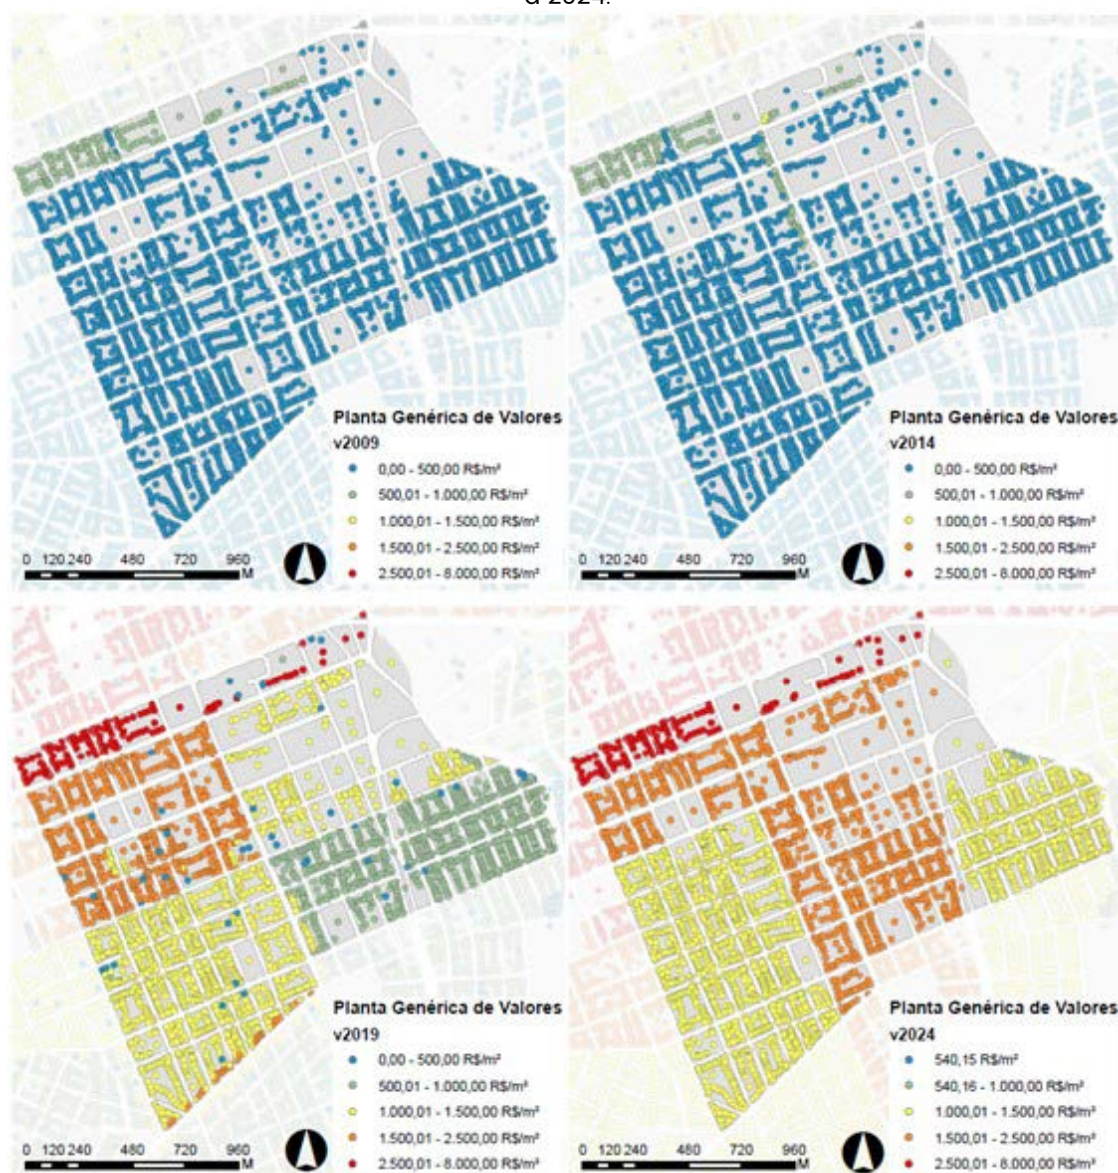 a 2024.
Planta Genérica de Valores
v2009
0,00 - 500,00 R$/m²
500,01 - 1.000,00 R$/m²
1.000,01 - 1.500,00 R$/m²
1.500,01 - 2.500,00 R$/m²
2.500,01 - 8.000,00 R$/m²
0 120 240 480 720 960
M
Planta Genérica de Valores
v2014
0,00 - 500,00 R$/m²
500,01 - 1.000,00 R$/m²
1.000,01 - 1.500,00 R$/m²
1.500,01 - 2.500,00 R$/m²
2.500,01 - 8.000,00 R$/m²
0 120 240 480 720 960
M
Planta Genérica de Valores
v2019
0,00 - 500,00 R$/m²
500,01 - 1.000,00 R$/m²
1.000,01 - 1.500,00 R$/m²
1.500,01 - 2.500,00 R$/m²
2.500,01 - 8.000,00 R$/m²
0 120 240 480 720 960
M
Planta Genérica de Valores
v2024
540,15 R$/m²
540,16 - 1.000,00 R$/m²
1.000,01 - 1.500,00 R$/m²
1.500,01 - 2.500,00 R$/m²
2.500,01 - 8.000,00 R$/m²
0 120 240 480 720 960
M